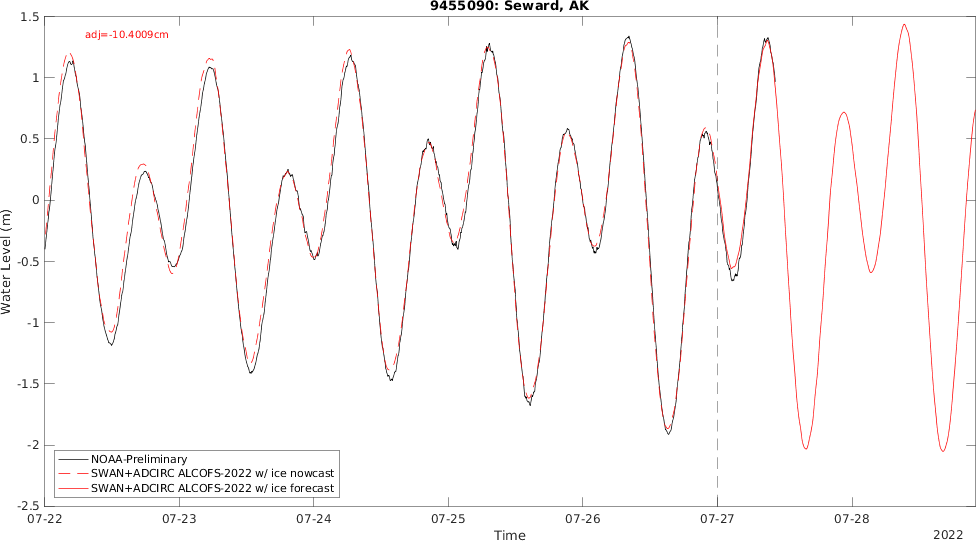 9455090: Seward, AK
adj=-10.4009cm
1.5
1
0.5
0
-0.5
-1
-1.5
-2
-2.5
Water Level (m)
NOAA-Preliminary
SWAN+ADCIRC ALCOFS-2022 w/ ice nowcast
SWAN+ADCIRC ALCOFS-2022 w/ ice forecast
07-22 07-23 07-24 07-25 07-26 07-27 07-28
Time
2022